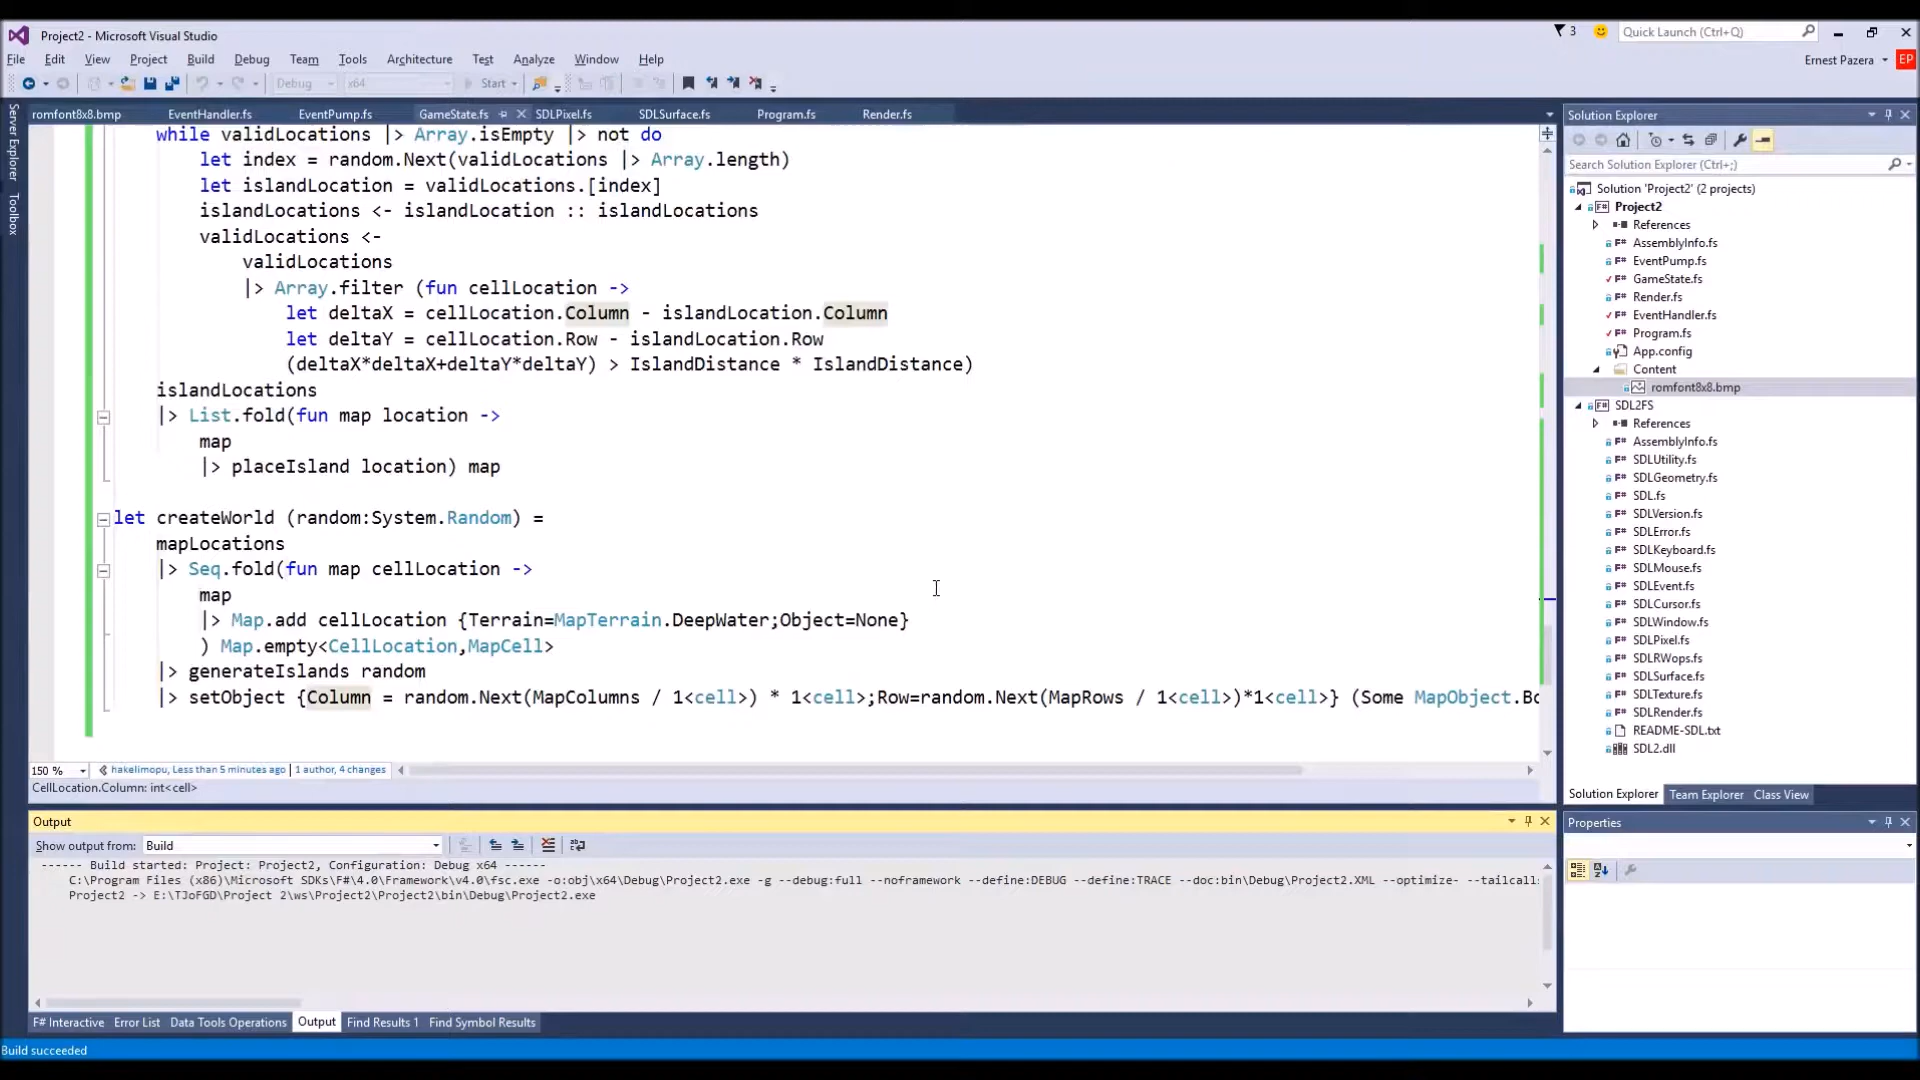 Project2 - Microsoft Visual Studio
3
Quick Launch (Ctrl+Q)
File Edit View Project Build Debug Team Tools Architecture Test Analyze Window Help
Ernest Pazera
EP
Debug x64 Start
Server Explorer
Toolbox
romfont8x8.bmp EventHandler.fs EventPump.fs GameState.fs SDLPixel.fs SDLSurface.fs Program.fs Render.fs
while validLocations |> Array.isEmpty |> not do
let index = random.Next(validLocations |> Array.length)
let islandLocation = validLocations.[index]
islandLocations <- islandLocation :: islandLocations
validLocations <-
validLocations
|> Array.filter (fun cellLocation ->
let deltaX = cellLocation.Column - islandLocation.Column
let deltaY = cellLocation.Row - islandLocation.Row
(deltaX*deltaX+deltaY*deltaY) > IslandDistance * IslandDistance)
islandLocations
|> List.fold(fun map location ->
map
|> placeIsland location) map
let createWorld (random:System.Random) =
mapLocations
|> Seq.fold(fun map cellLocation ->
map
|> Map.add cellLocation {Terrain=MapTerrain.DeepWater;Object=None}
) Map.empty<CellLocation,MapCell>
|> generateIslands random
|> setObject {Column = random.Next(MapColumns / 1<cell>) * 1<cell>;Row=random.Next(MapRows / 1<cell>)*1<cell>} (Some MapObject.Bo
150 % hakelimopu, Less than 5 minutes ago | 1 author, 4 changes
CellLocation.Column: int<cell>
Output
Show output from: Build
------ Build started: Project: Project2, Configuration: Debug x64 ------
C:\Program Files (x86)\Microsoft SDKs\F#\4.0\Framework\v4.0\fsc.exe -o:obj\x64\Debug\Project2.exe -g --debug:full --noframework --define:DEBUG --define:TRACE --doc:bin\Debug\Project2.XML --optimize- --tailcalls
Project2 -> E:\TJoFGD\Project 2\ws\Project2\Project2\bin\Debug\Project2.exe
F# Interactive Error List Data Tools Operations Output Find Results 1 Find Symbol Results
Build succeeded
Solution Explorer
Search Solution Explorer (Ctrl+;)
Solution 'Project2' (2 projects)
Project2
References
AssemblyInfo.fs
EventPump.fs
GameState.fs
Render.fs
EventHandler.fs
Program.fs
App.config
Content
romfont8x8.bmp
SDL2FS
References
AssemblyInfo.fs
SDLUtility.fs
SDLGeometry.fs
SDL.fs
SDLVersion.fs
SDLError.fs
SDLKeyboard.fs
SDLMouse.fs
SDLEvent.fs
SDLCursor.fs
SDLWindow.fs
SDLPixel.fs
SDLRWops.fs
SDLSurface.fs
SDLTexture.fs
SDLRender.fs
README-SDL.txt
SDL2.dll
Solution Explorer Team Explorer Class View
Properties